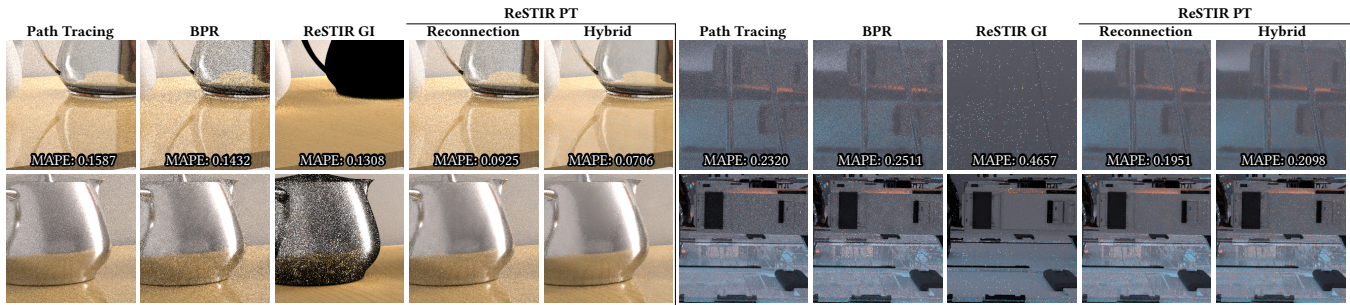 ReSTIR PT ReSTIR PT
Path Tracing BPR ReSTIR GI Reconnection Hybrid Path Tracing BPR ReSTIR GI Reconnection Hybrid
MAPE: 0.1587 MAPE: 0.1432 MAPE: 0.1308 MAPE: 0.0925 MAPE: 0.0706 MAPE: 0.2320 MAPE: 0.2511 MAPE: 0.4657 MAPE: 0.1951 MAPE: 0.2098